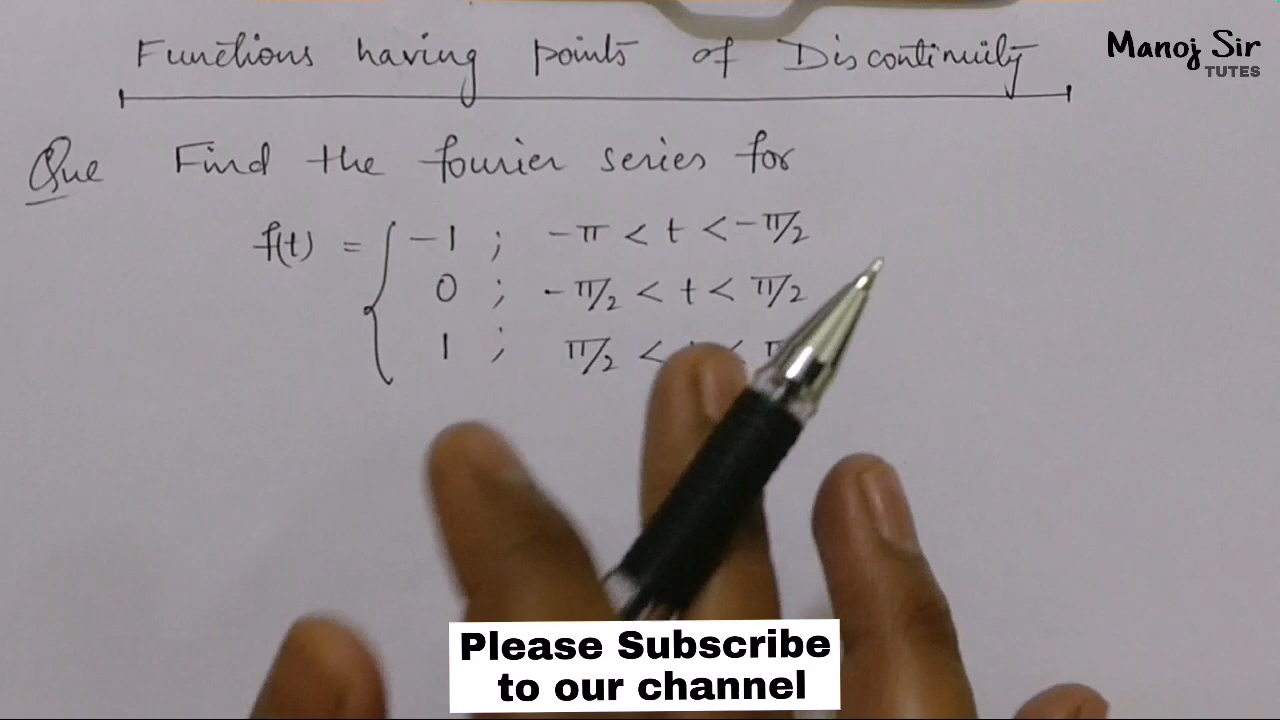 Functions having points of Discontinuity
Manoj Sir
TUTES
Que Find the fourier series for
f(t) = { -1 ; -π < t < -π/2
0 ; -π/2 < t < π/2
1 ; π/2 <
Please Subscribe
to our channel